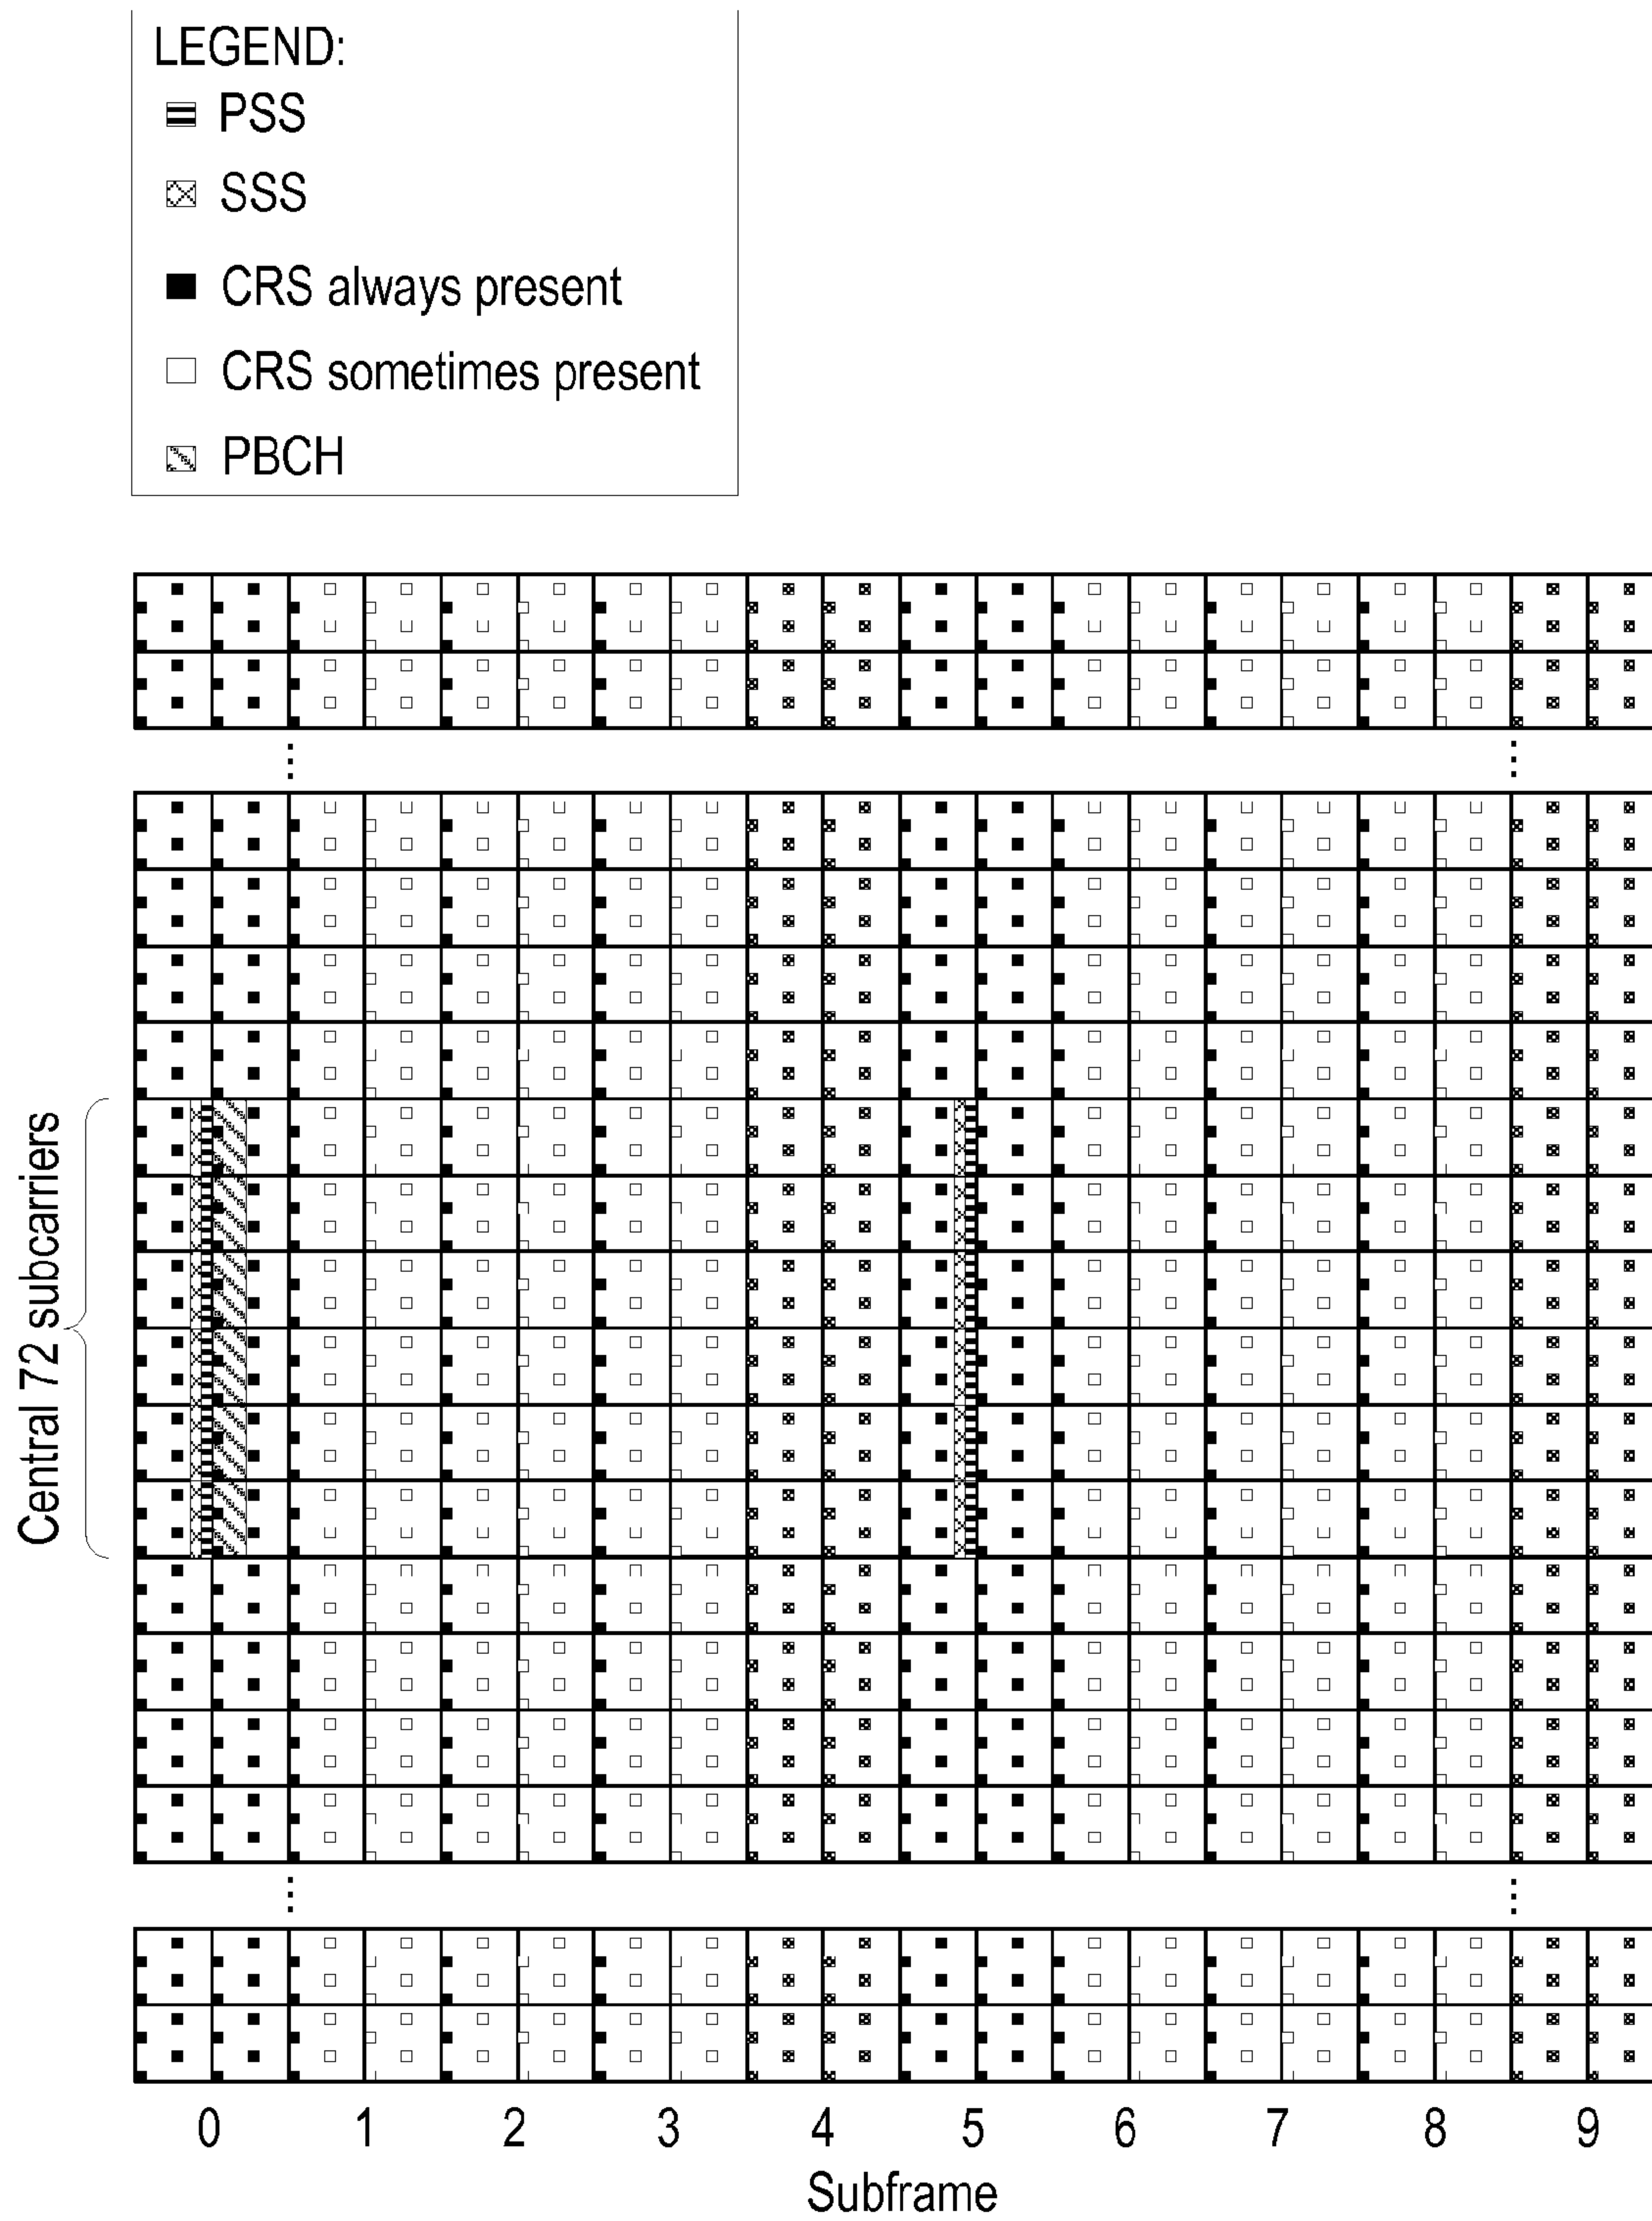 LEGEND:
PSS
SSS
CRS always present
CRS sometimes present
PBCH
Central 72 subcarriers
0 1 2 3 4 5 6 7 8 9
Subframe